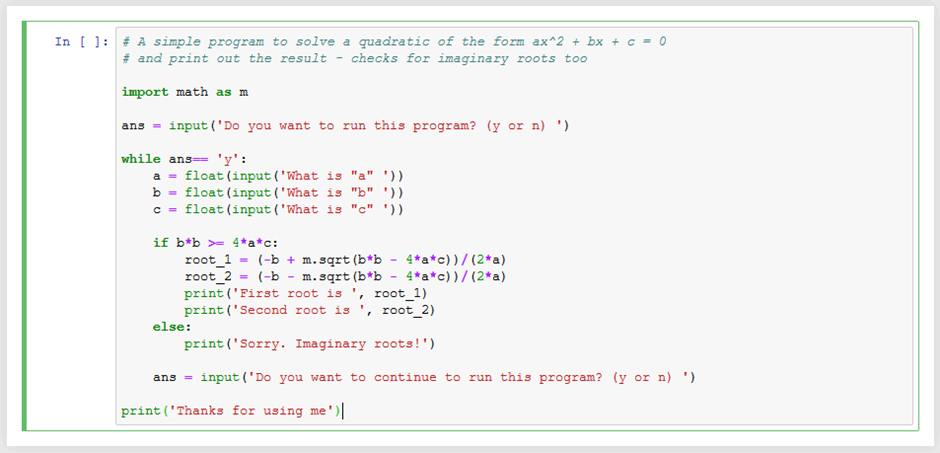 In [ ]: # A simple program to solve a quadratic of the form ax^2 + bx + c = 0
# and print out the result - checks for imaginary roots too

import math as m

ans = input('Do you want to run this program? (y or n) ')

while ans== 'y':
    a = float(input('What is "a" '))
    b = float(input('What is "b" '))
    c = float(input('What is "c" '))

    if b*b >= 4*a*c:
        root_1 = (-b + m.sqrt(b*b - 4*a*c))/(2*a)
        root_2 = (-b - m.sqrt(b*b - 4*a*c))/(2*a)
        print('First root is ', root_1)
        print('Second root is ', root_2)
    else:
        print('Sorry. Imaginary roots!')

    ans = input('Do you want to continue to run this program? (y or n) ')

print('Thanks for using me')